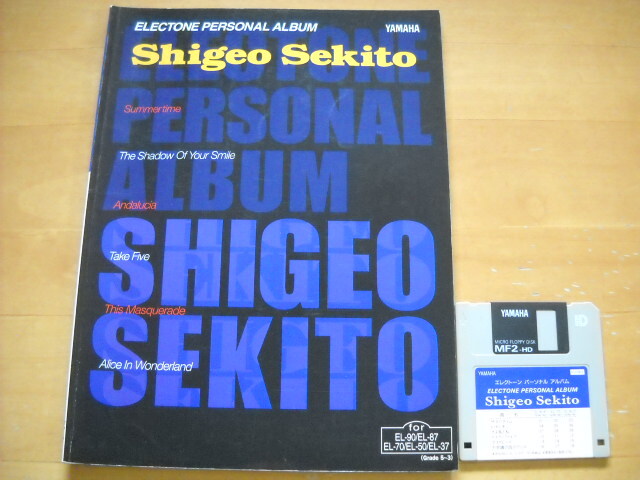 ELECTONE PERSONAL ALBUM
YAMAHA
Shigeo Sekito
ELECTONE
Summertime
PERSONAL
The Shadow Of Your Smile
ALBUM
Andalucia
SHIGEO
Take Five
This Masquerade
SEKITO
Alice In Wonderland
for
EL-90/EL-87
EL-70/EL-50/EL-37
(Grade 5~3)
YAMAHA
MICRO FLOPPY DISK
MF2-HD
YAMAHA
エレクトーン パーソナル アルバム
ELECTONE PERSONAL ALBUM
Shigeo Sekito